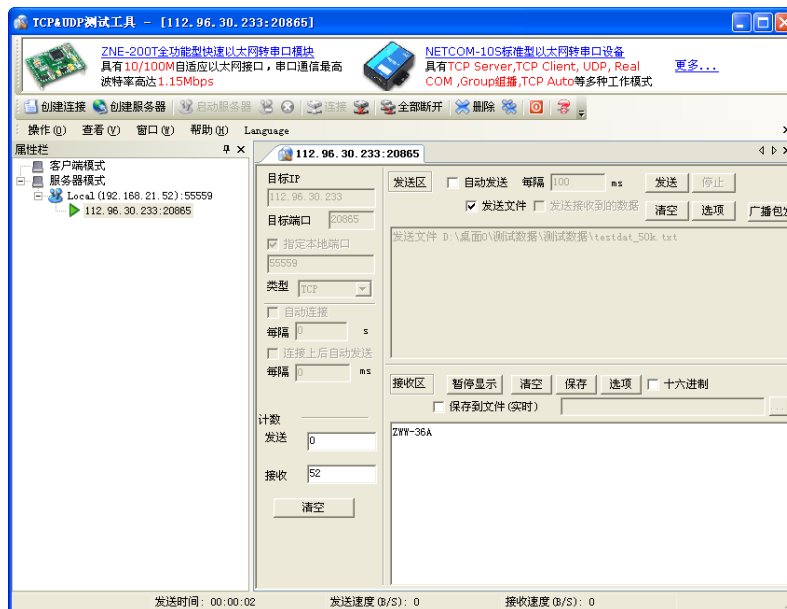 TCP&UDP测试工具 - [112.96.30.233:20865]
ZNE-200T全功能型快速以太网转串口模块
具有10/100M自适应以太网接口，串口通信最高
波特率高达1.15Mbps
NETCOM-10S标准型以太网转串口设备
具有TCP Server,TCP Client, UDP, Real
COM ,Group组播,TCP Auto等多种工作模式
更多...
创建连接 创建服务器 启动服务器 连接 全部断开 删除
操作(O) 查看(V) 窗口(W) 帮助(H) Language
属性栏
客户端模式
服务器模式
Local(192.168.21.52):55559
112.96.30.233:20865
112.96.30.233:20865
目标IP
112.96.30.233
目标端口 20865
指定本地端口
55559
类型 TCP
自动连接
每隔 0 s
连接上后自动发送
每隔 0 ms
计数
发送 0
接收 52
清空
发送区 自动发送 每隔 100 ms 发送 停止
发送文件 发送接收到的数据 清空 选项 广播包发
发送文件 D:\桌面0\测试数据\测试数据\testdat_50k.txt
接收区 暂停显示 清空 保存 选项 十六进制
保存到文件(实时) ...
ZWW-36A
发送时间: 00:00:02 发送速度(B/S): 0 接收速度(B/S): 0